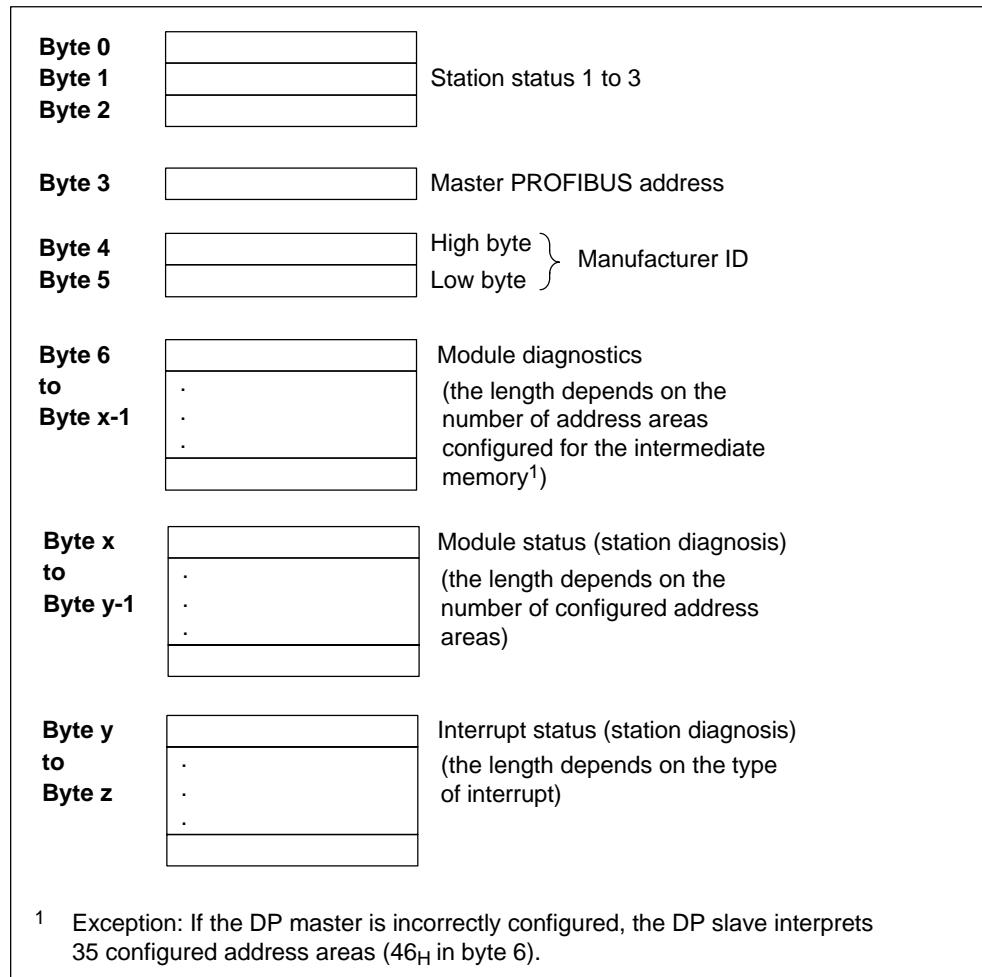 Byte 0
Byte 1 Station status 1 to 3
Byte 2
Byte 3 Master PROFIBUS address
Byte 4 High byte
Byte 5 Low byte
Manufacturer ID
Byte 6
to
Byte x-1
Module diagnostics
(the length depends on the
number of address areas
configured for the intermediate
memory1)
Byte x
to
Byte y-1
Module status (station diagnosis)
(the length depends on the
number of configured address
areas)
Byte y
to
Byte z
Interrupt status (station diagnosis)
(the length depends on the type
of interrupt)
1 Exception: If the DP master is incorrectly configured, the DP slave interprets
35 configured address areas (46H in byte 6).